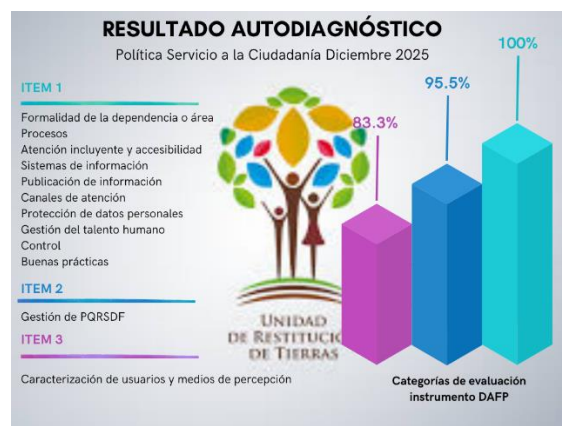 RESULTADO AUTODIAGNÓSTICO
Política Servicio a la Ciudadanía Diciembre 2025
100%
95.5%
83.3%
ITEM 1
Formalidad de la dependencia o área
Procesos
Atención incluyente y accesibilidad
Sistemas de información
Publicación de información
Canales de atención
Protección de datos personales
Gestión del talento humano
Control
Buenas prácticas
ITEM 2
Gestión de PQRSDF
ITEM 3
Caracterización de usuarios y medios de percepción
UNIDAD
DE RESTITUCIÓ
DE TIERRAS
Categorías de evaluación
instrumento DAFP